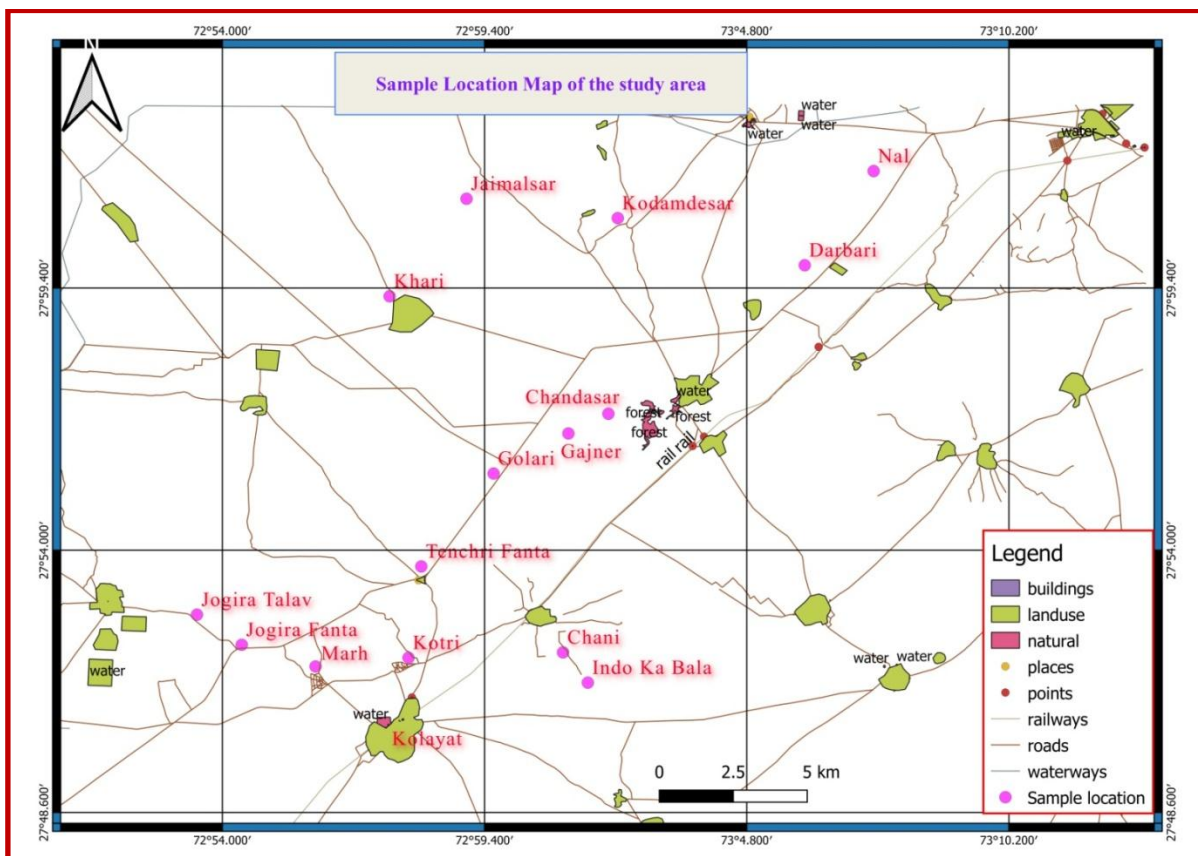 72°54.000'
72°59.400'
73°4.800'
73°10.200'
N
Sample Location Map of the study area
water
water
water
water
Nal
Jaimalsar
Kodamdesar
Darbari
27°59.400'
27°59.400'
Khari
Chandasar
water
forest
forest
forest
Gajner
rail rail
Golari
27°54.000'
27°54.000'
Tenchri Fanta
Legend
buildings
landuse
natural
places
points
railways
roads
waterways
Sample location
Jogira Talav
Jogira Fanta
Marh
Kotri
Chani
Indo Ka Bala
water
water
water
water
Kolayat
0 2.5 5 km
27°48.600'
27°48.600'
72°54.000'
72°59.400'
73°4.800'
73°10.200'